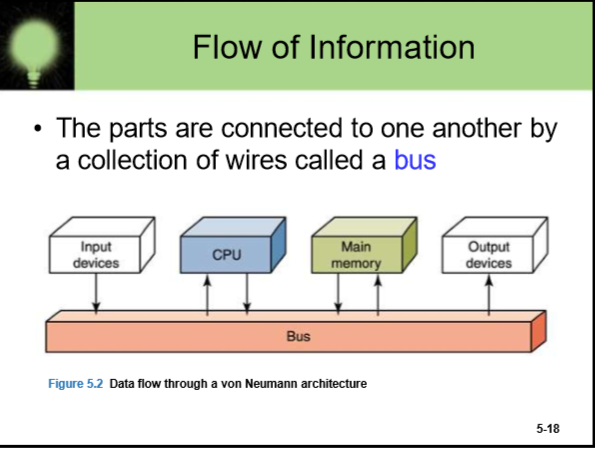 Flow of Information
• The parts are connected to one another by
a collection of wires called a bus
Input
devices
CPU
Main
memory
Output
devices
Bus
Figure 5.2 Data flow through a von Neumann architecture
5-18